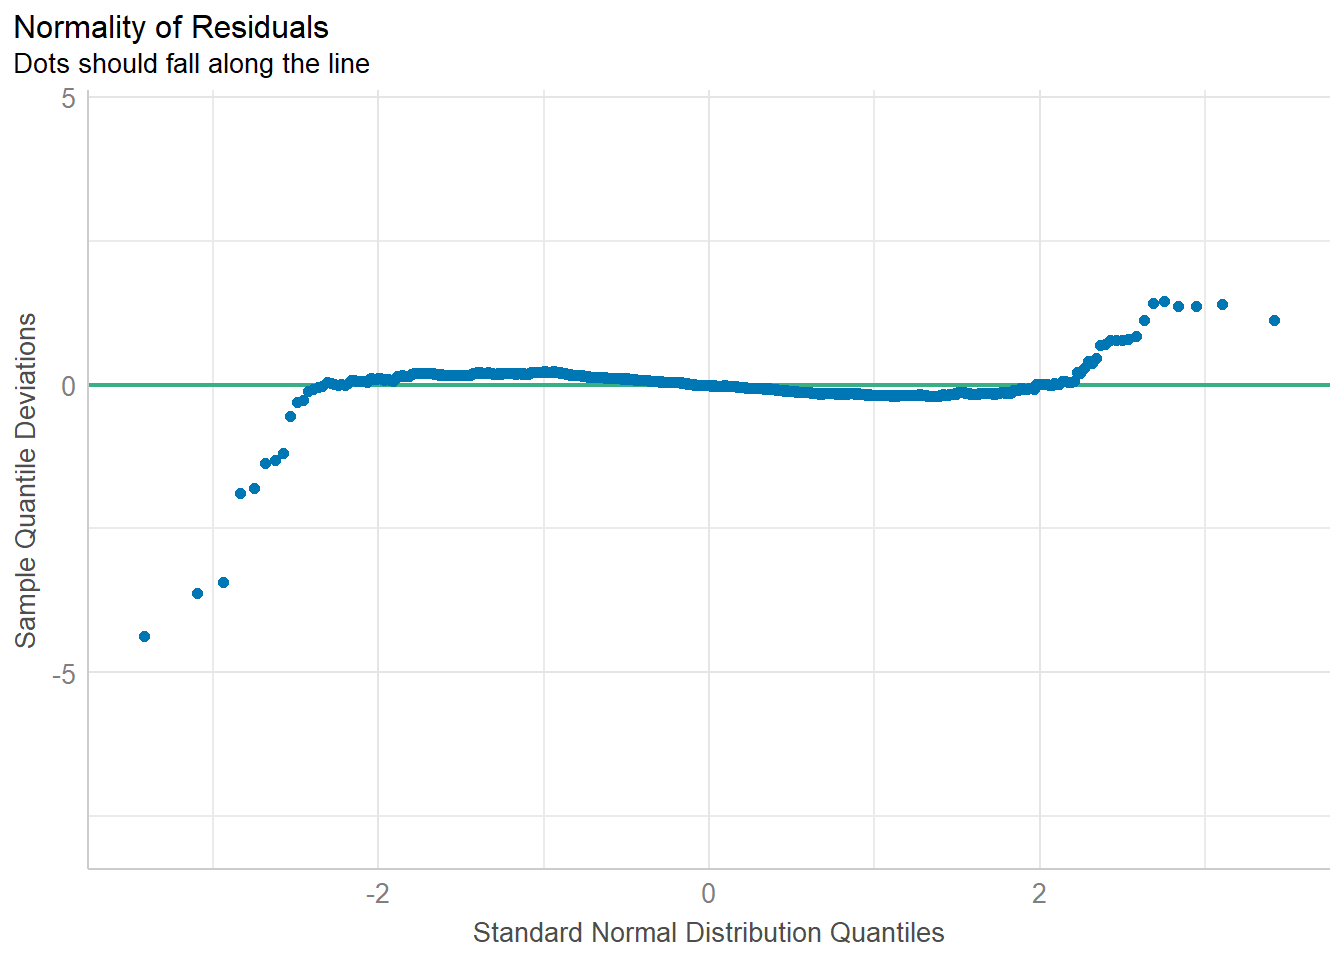 Normality of Residuals
Dots should fall along the line
5
0
-5
Sample Quantile Deviations
-2
0
2
Standard Normal Distribution Quantiles